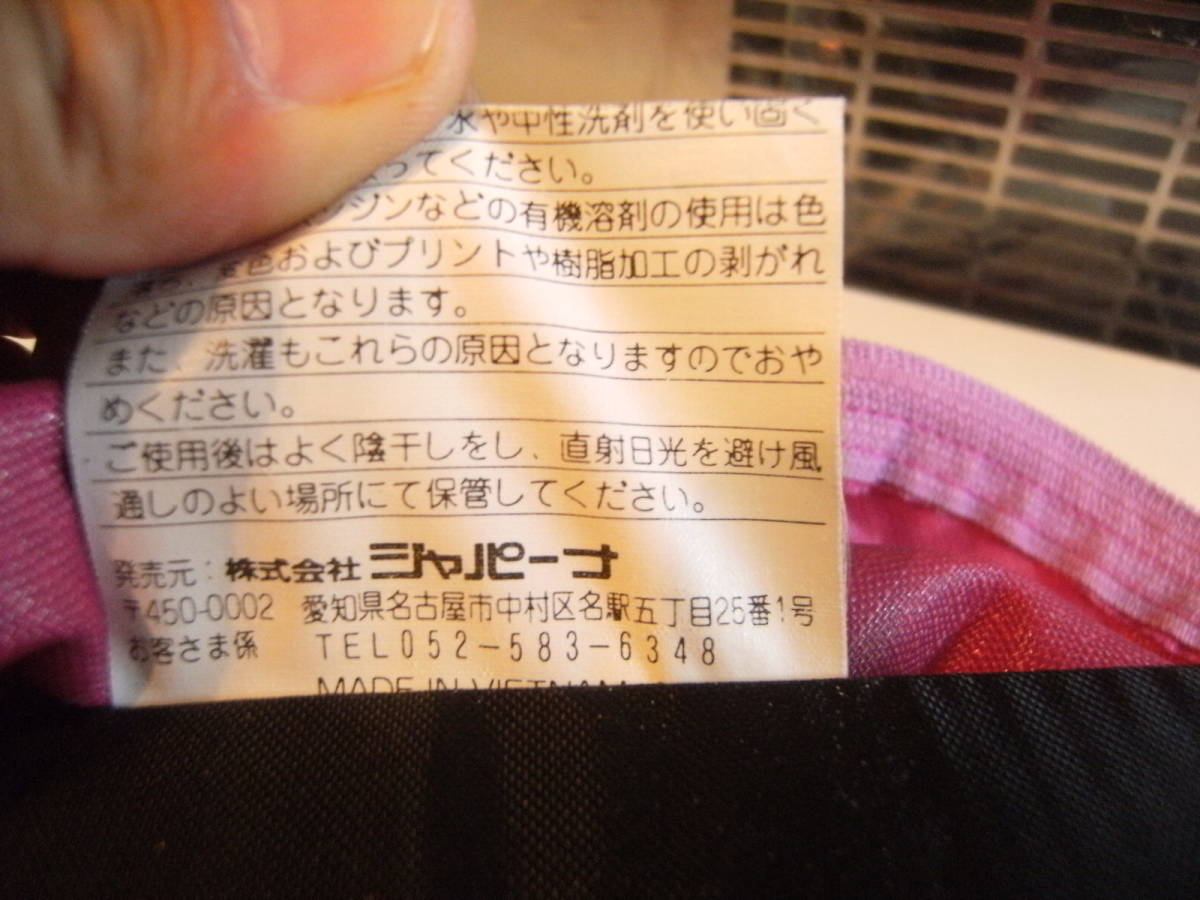 水や中性洗剤を使い固く
ってください。
ンジンなどの有機溶剤の使用は色
変色およびプリントや樹脂加工の剥がれ
などの原因となります。
また、洗濯もこれらの原因となりますのでおや
めください。
ご使用後はよく陰干しをし、直射日光を避け風
通しのよい場所にて保管してください。
発売元:株式会社 ジャパーナ
〒450-0002 愛知県名古屋市中村区名駅五丁目25番1号
お客さま係 TEL052-583-6348
MADE IN VIETNAM